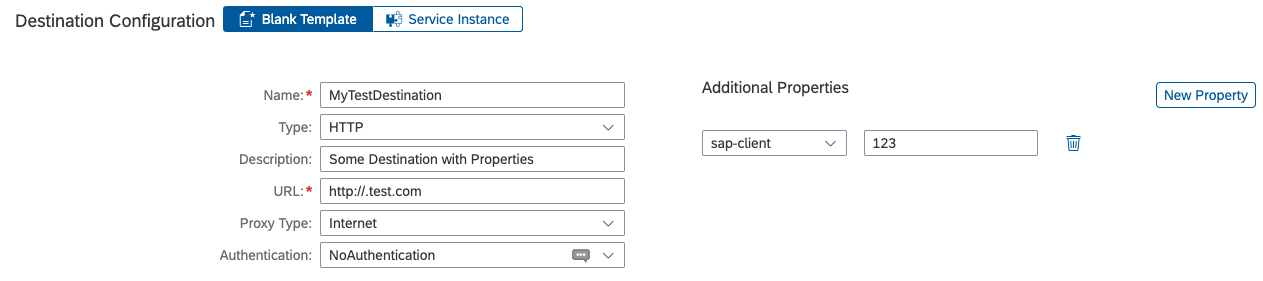 Destination Configuration Blank Template Service Instance
Name:* MyTestDestination
Type: HTTP
Description: Some Destination with Properties
URL:* http://.test.com
Proxy Type: Internet
Authentication: NoAuthentication
Additional Properties New Property
sap-client 123